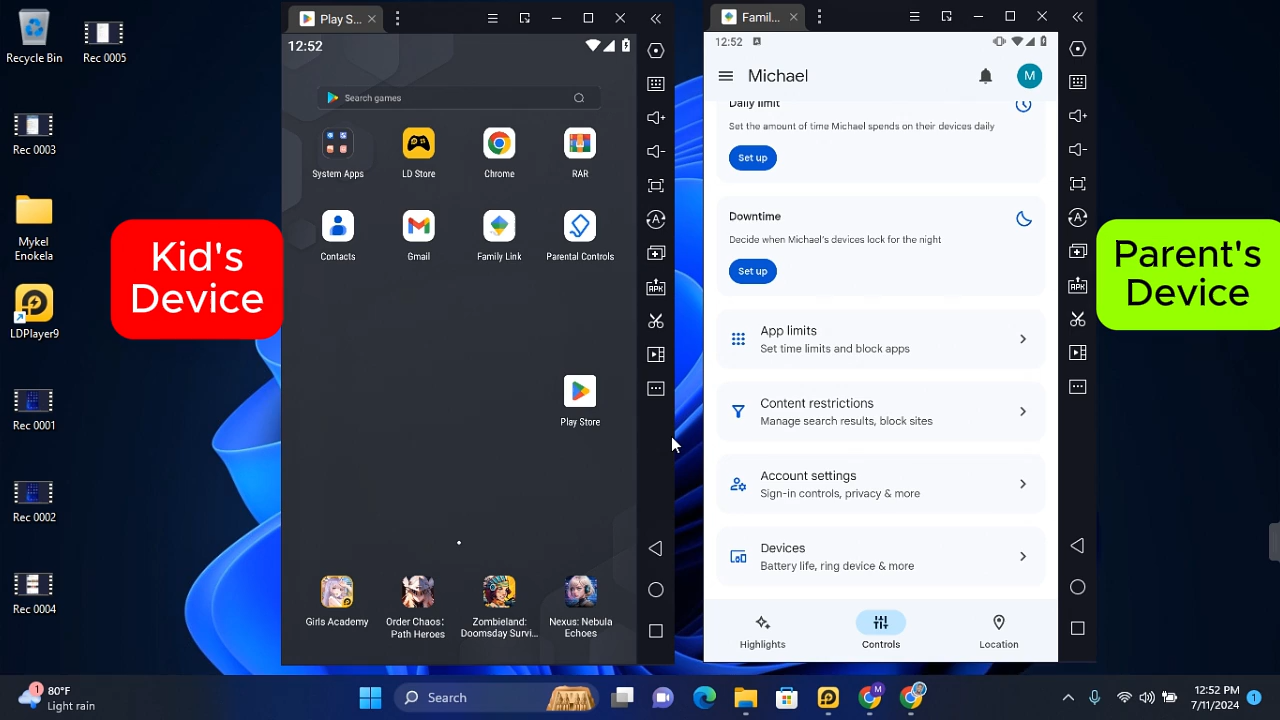 Recycle Bin
Rec 0005
Rec 0003
Mykel
Enokela
LDPlayer9
Rec 0001
Rec 0002
Rec 0004
Kid's
Device
Play S...
12:52
Search games
System Apps
LD Store
Chrome
RAR
Contacts
Gmail
Family Link
Parental Controls
Play Store
Girls Academy
Order Chaos:
Path Heroes
Zombieland:
Doomsday Survi...
Nexus: Nebula
Echoes
APK
Famil...
12:52
Michael
M
Daily limit
Set the amount of time Michael spends on their devices daily
Set up
Downtime
Decide when Michael's devices lock for the night
Set up
App limits
Set time limits and block apps
Content restrictions
Manage search results, block sites
Account settings
Sign-in controls, privacy & more
Devices
Battery life, ring device & more
Highlights
Controls
Location
APK
Parent's
Device
1
80°F
Light rain
Search
M
12:52 PM
7/11/2024
1